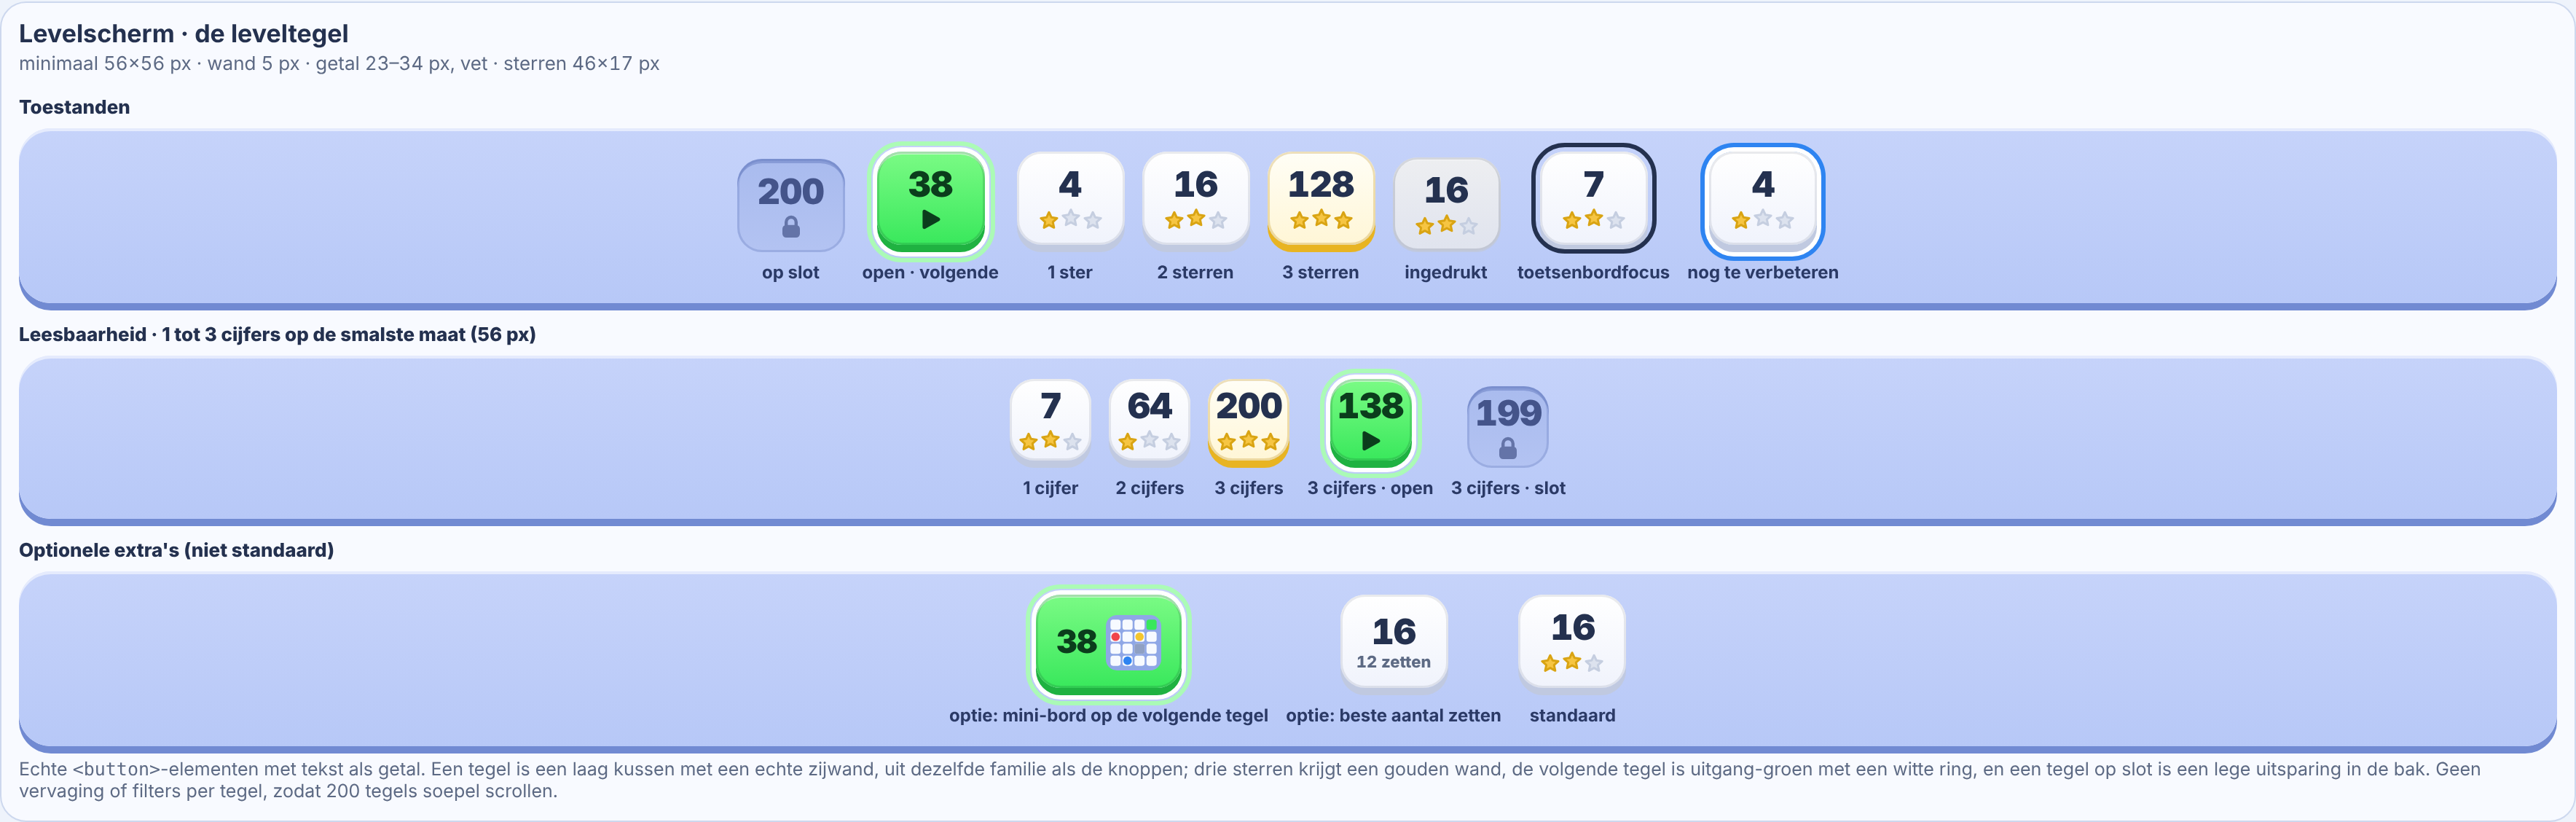 Levelscherm · de leveltegel
minimaal 56×56 px · wand 5 px · getal 23–34 px, vet · sterren 46×17 px
Toestanden
200 38 4 16 128 16 7 4
op slot open · volgende 1 ster 2 sterren 3 sterren ingedrukt toetsenbordfocus nog te verbeteren
Leesbaarheid · 1 tot 3 cijfers op de smalste maat (56 px)
7 64 200 138 199
1 cijfer 2 cijfers 3 cijfers 3 cijfers · open 3 cijfers · slot
Optionele extra's (niet standaard)
38 16 16
12 zetten
optie: mini-bord op de volgende tegel optie: beste aantal zetten standaard
Echte <button>-elementen met tekst als getal. Een tegel is een laag kussen met een echte zijwand, uit dezelfde familie als de knoppen; drie sterren krijgt een gouden wand, de volgende tegel is uitgang-groen met een witte ring, en een tegel op slot is een lege uitsparing in de bak. Geen
vervaging of filters per tegel, zodat 200 tegels soepel scrollen.